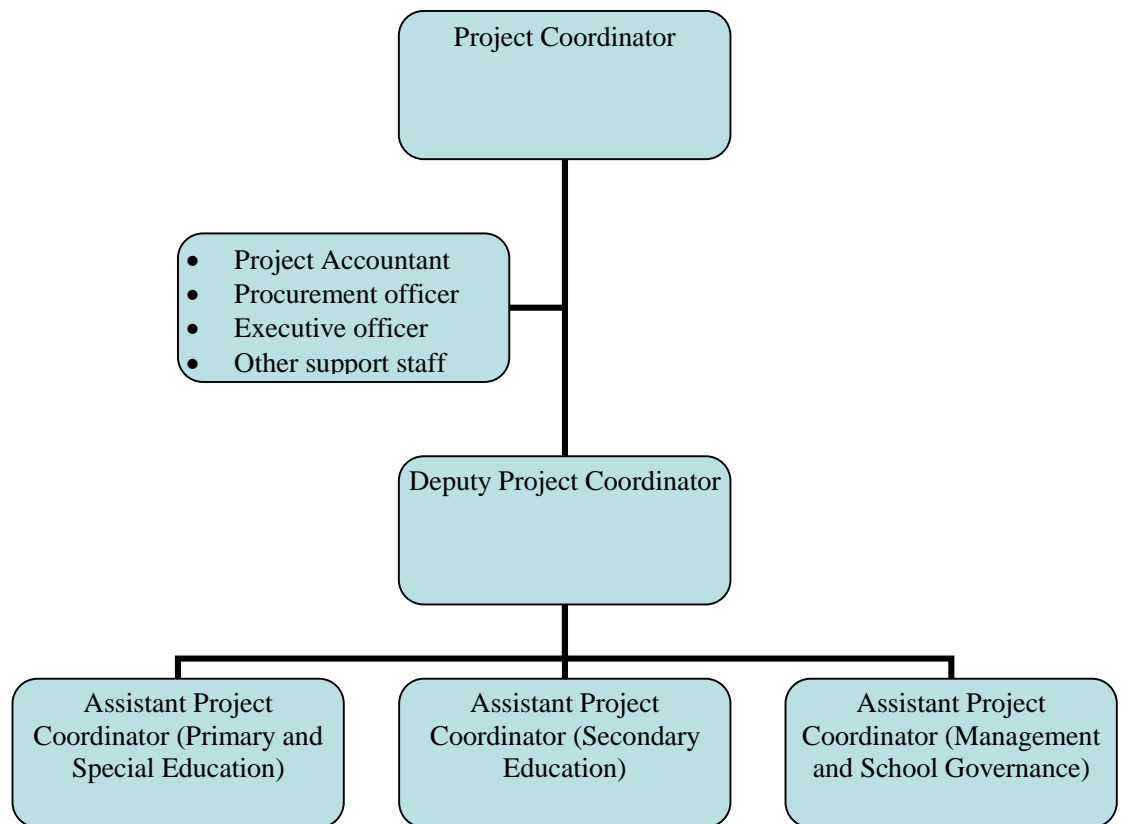 Project Coordinator
• Project Accountant
• Procurement officer
• Executive officer
• Other support staff
Deputy Project Coordinator
Assistant Project
Coordinator (Primary and
Special Education)
Assistant Project
Coordinator (Secondary
Education)
Assistant Project
Coordinator (Management
and School Governance)